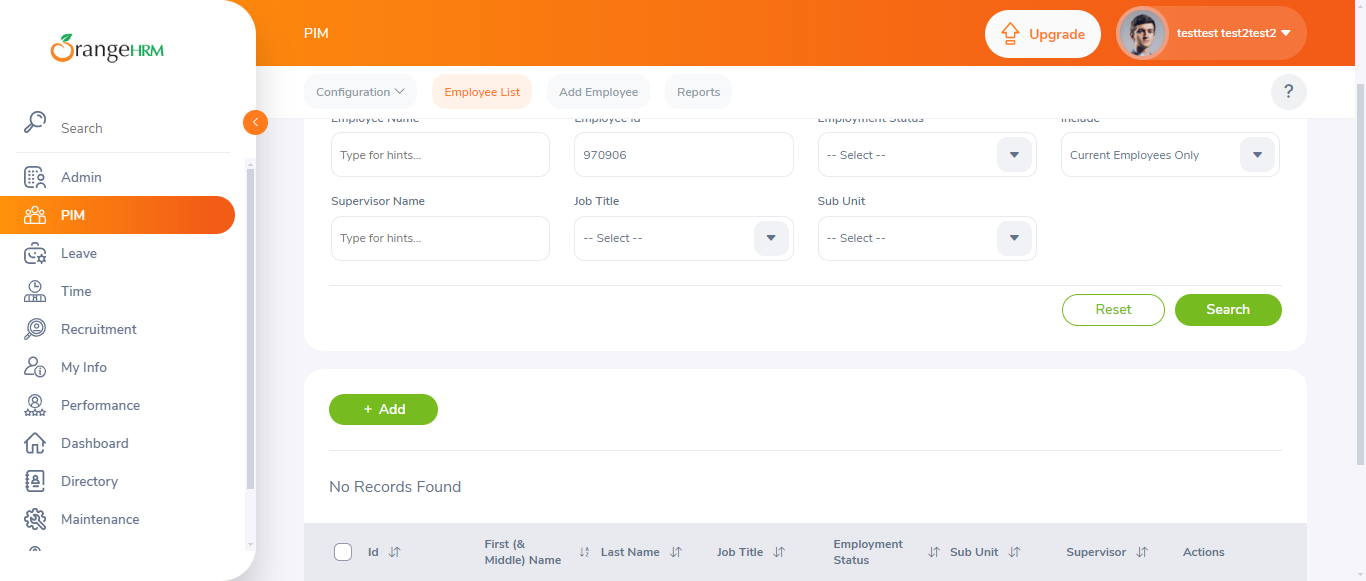 OrangeHRM
Search
Admin
PIM
Leave
Time
Recruitment
My Info
Performance
Dashboard
Directory
Maintenance
PIM
Upgrade
testtest test2test2
Configuration
Employee List
Add Employee
Reports
?
Employee Name
Employee Id
Employment Status
Include
Type for hints...
970906
-- Select --
Current Employees Only
Supervisor Name
Job Title
Sub Unit
Type for hints...
-- Select --
-- Select --
Reset
Search
+ Add
No Records Found
Id
First (&
Middle) Name
Last Name
Job Title
Employment
Status
Sub Unit
Supervisor
Actions